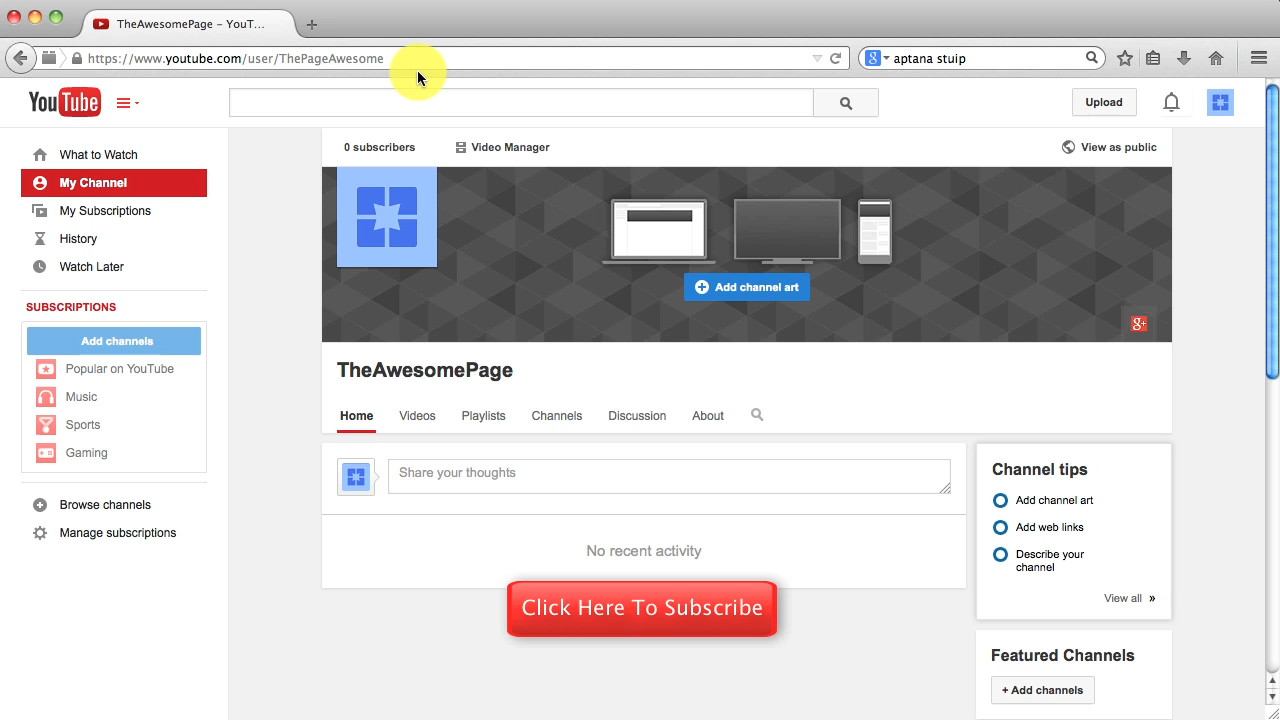 TheAwesomePage - YouT...
https://www.youtube.com/user/ThePageAwesome
aptana stuip
YouTube
Upload
What to Watch
My Channel
My Subscriptions
History
Watch Later
SUBSCRIPTIONS
Add channels
Popular on YouTube
Music
Sports
Gaming
Browse channels
Manage subscriptions
0 subscribers
Video Manager
View as public
Add channel art
g+
TheAwesomePage
Home Videos Playlists Channels Discussion About
Share your thoughts
No recent activity
Click Here To Subscribe
Channel tips
Add channel art
Add web links
Describe your
channel
View all »
Featured Channels
+ Add channels